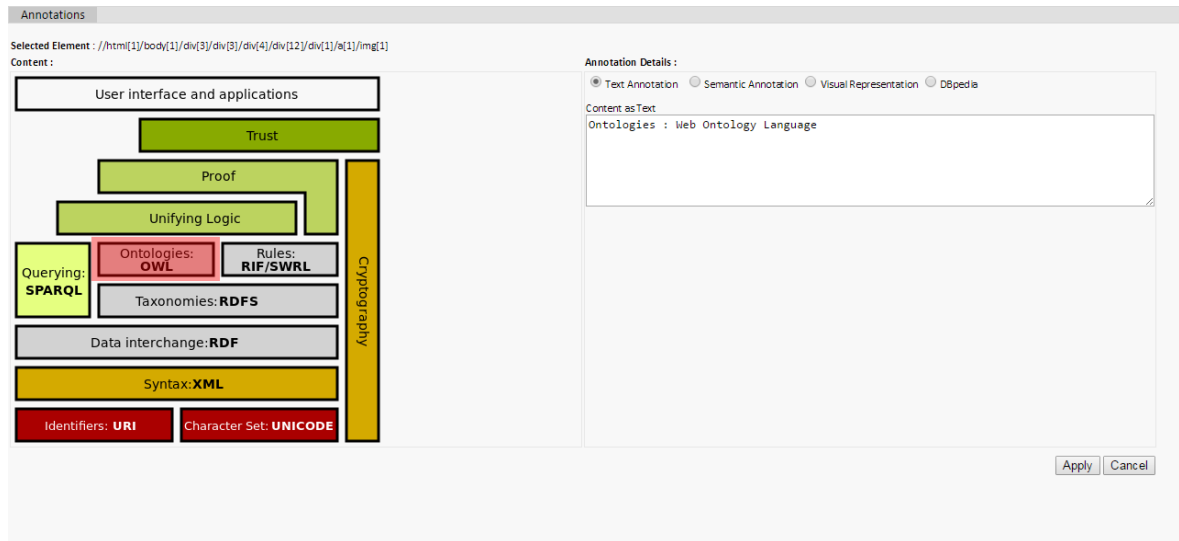 Annotations
Selected Element : //html[1]/body[1]/div[3]/div[3]/div[4]/div[12]/div[1]/a[1]/img[1]
Content :
User interface and applications
Trust
Proof
Unifying Logic
Ontologies:
OWL
Rules:
RIF/SWRL
Querying:
SPARQL
Taxonomies:RDFS
Data interchange:RDF
Syntax:XML
Identifiers: URI
Character Set: UNICODE
Cryptography
Annotation Details :
Text Annotation Semantic Annotation Visual Representation DBpedia
Content as Text
Ontologies : Web Ontology Language
Apply Cancel